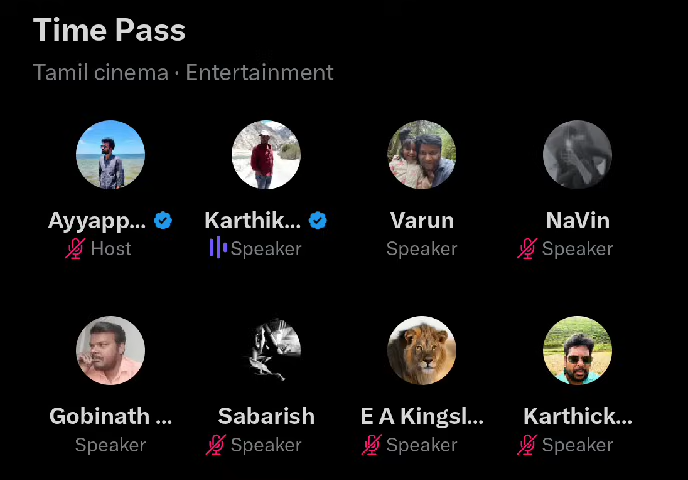 Time Pass
Tamil cinema · Entertainment
Ayyapp... Karthik... Varun NaVin
Host Speaker Speaker Speaker
Gobinath ... Sabarish E A Kingsl... Karthick...
Speaker Speaker Speaker Speaker